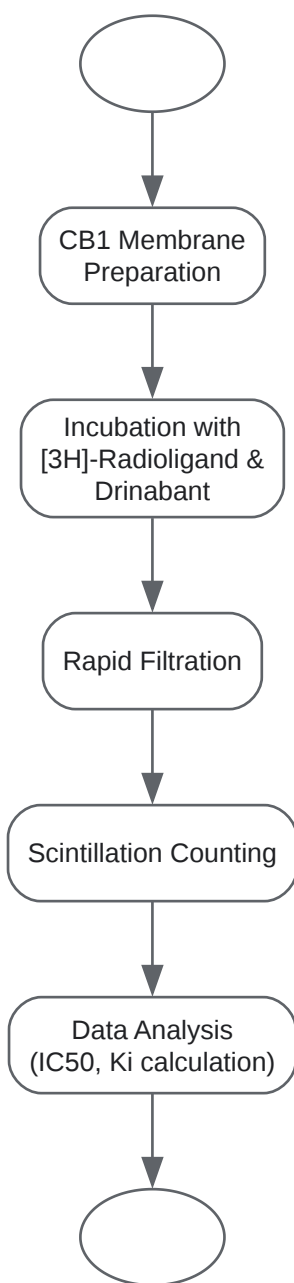 CB1 Membrane
Preparation
Incubation with
[3H]-Radioligand &
Drinabant
Rapid Filtration
Scintillation Counting
Data Analysis
(IC50, Ki calculation)